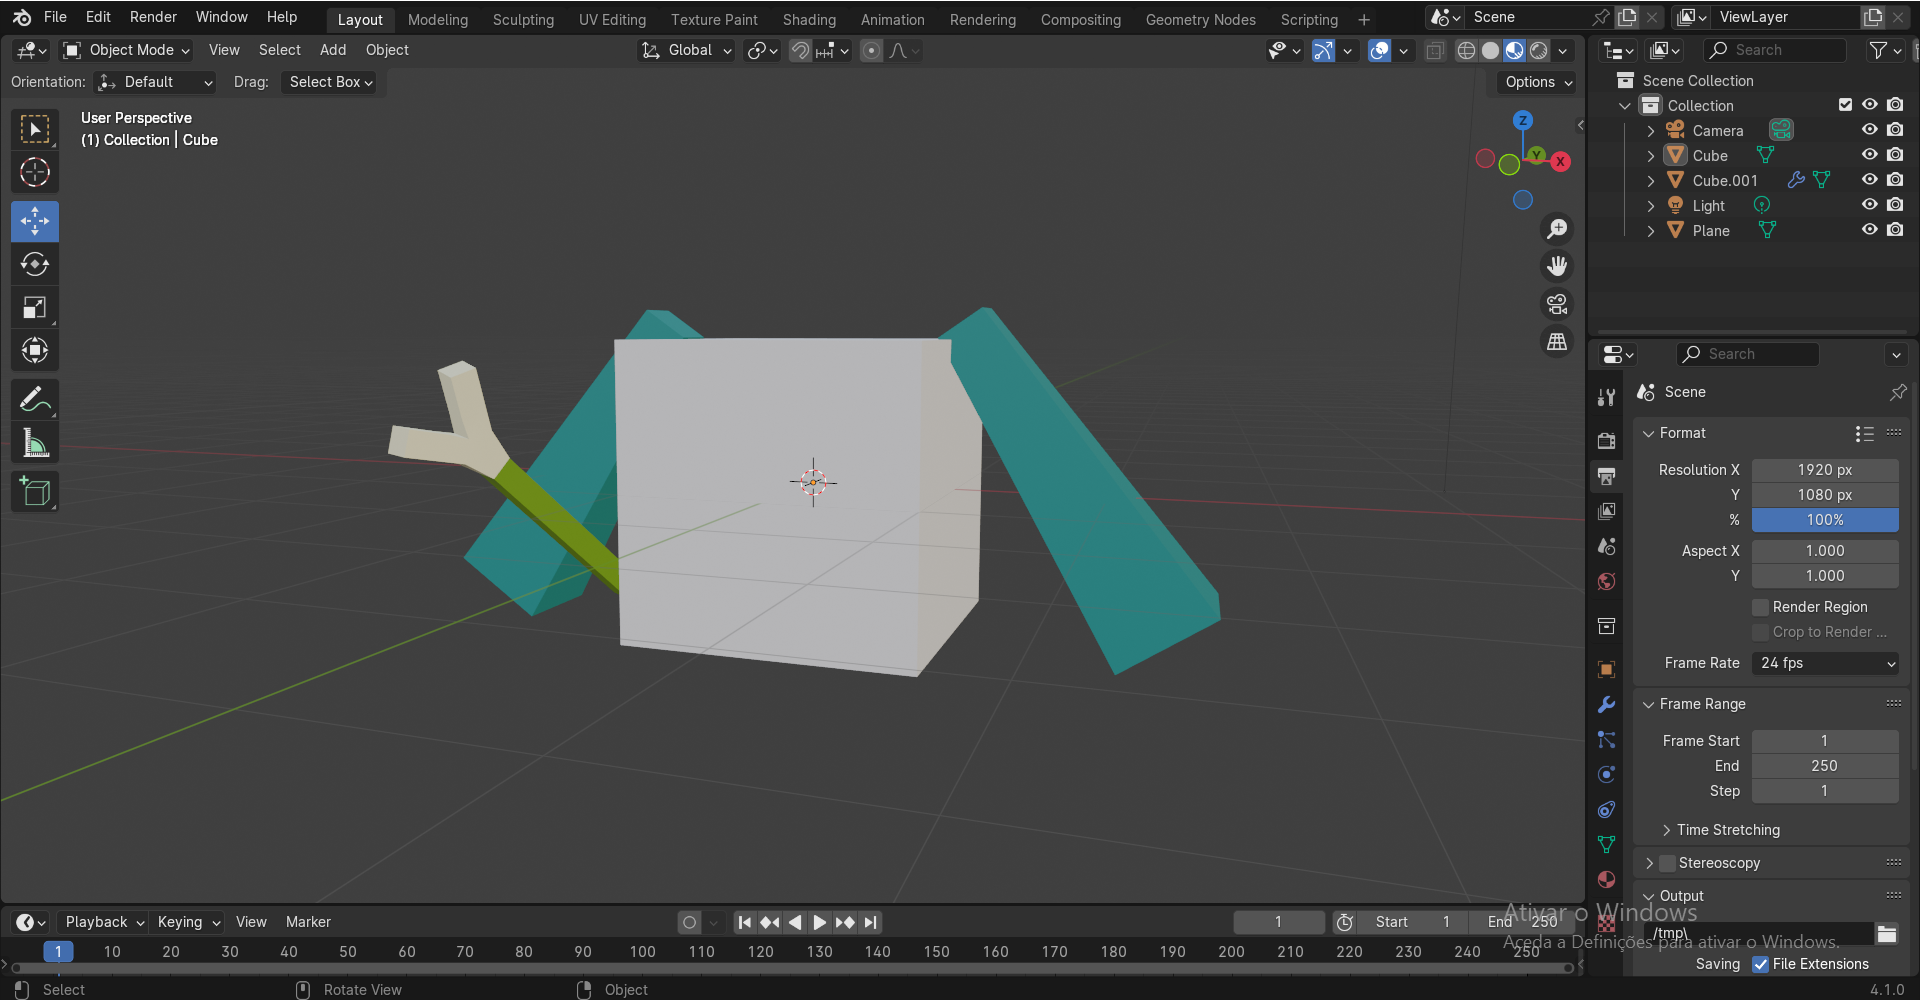 File Edit Render Window Help Layout Modeling Sculpting UV Editing Texture Paint Shading Animation Rendering Compositing Geometry Nodes Scripting + Scene ViewLayer
Object Mode View Select Add Object Global Search
Orientation: Default Drag: Select Box Options
User Perspective
(1) Collection | Cube
Z
Y
X
Scene Collection
Collection
Camera
Cube
Cube.001
Light
Plane
Search
Scene
Format
Resolution X 1920 px
Y 1080 px
% 100%
Aspect X 1.000
Y 1.000
Render Region
Crop to Render ...
Frame Rate 24 fps
Frame Range
Frame Start 1
End 250
Step 1
Time Stretching
Stereoscopy
Output
/tmp\
Saving File Extensions
Ativar o Windows
Aceda a Definições para ativar o Windows.
Playback Keying View Marker 1 Start 1 End 250
1 10 20 30 40 50 60 70 80 90 100 110 120 130 140 150 160 170 180 190 200 210 220 230 240 250
Select Rotate View Object 4.1.0